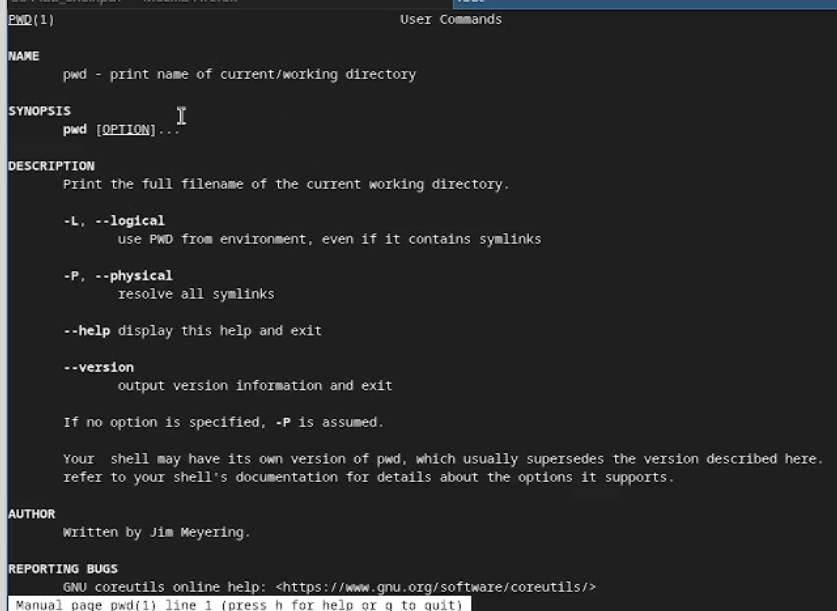 PWD(1) User Commands
NAME
pwd - print name of current/working directory
SYNOPSIS
pwd [OPTION]...
DESCRIPTION
Print the full filename of the current working directory.
-L, --logical
use PWD from environment, even if it contains symlinks
-P, --physical
resolve all symlinks
--help display this help and exit
--version
output version information and exit
If no option is specified, -P is assumed.
Your shell may have its own version of pwd, which usually supersedes the version described here.
refer to your shell's documentation for details about the options it supports.
AUTHOR
Written by Jim Meyering.
REPORTING BUGS
GNU coreutils online help: <https://www.gnu.org/software/coreutils/>
Manual page pwd(1) line 1 (press h for help or q to quit)